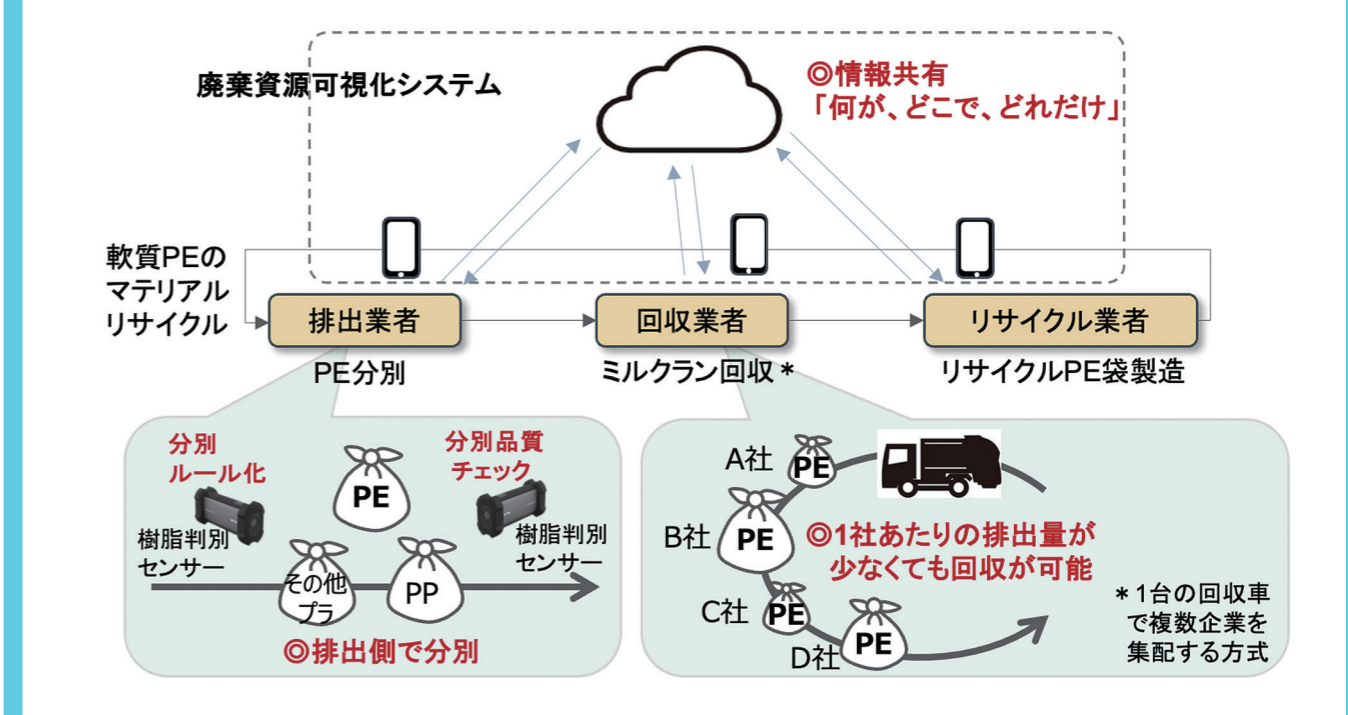 廃棄資源可視化システム
◎情報共有
「何が、どこで、どれだけ」
軟質PEの
マテリアル
リサイクル
排出業者
回収業者
リサイクル業者
PE分別
ミルクラン回収*
リサイクルPE袋製造
分別
ルール化
分別品質
チェック
PE
樹脂判別
センサー
樹脂判別
センサー
その他
プラ
PP
◎排出側で分別
A社
PE
B社
PE
◎1社あたりの排出量が
少なくても回収が可能
C社
PE
D社
PE
*1台の回収車
で複数企業を
集配する方式